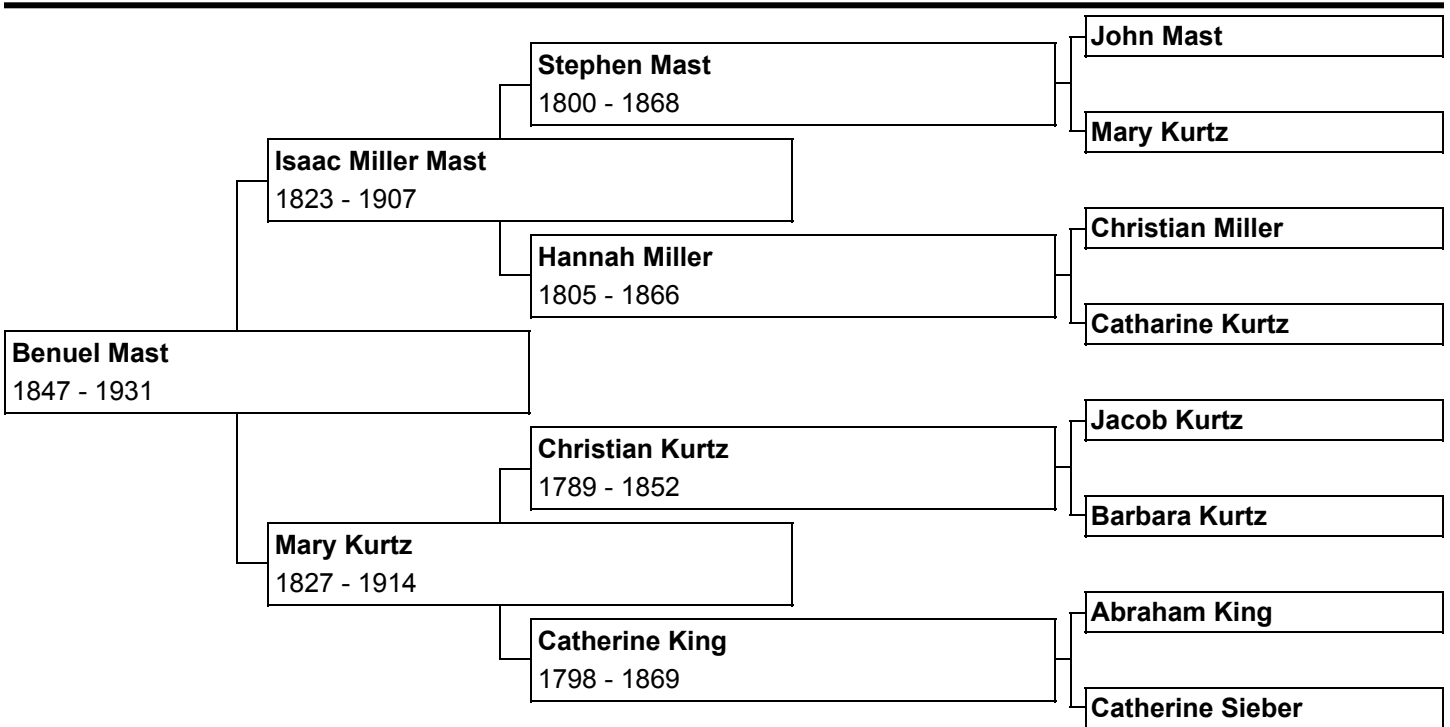 John Mast
Stephen Mast
1800 - 1868
Mary Kurtz
Isaac Miller Mast
1823 - 1907
Christian Miller
Hannah Miller
1805 - 1866
Catharine Kurtz
Benuel Mast
1847 - 1931
Jacob Kurtz
Christian Kurtz
1789 - 1852
Barbara Kurtz
Mary Kurtz
1827 - 1914
Abraham King
Catherine King
1798 - 1869
Catherine Sieber